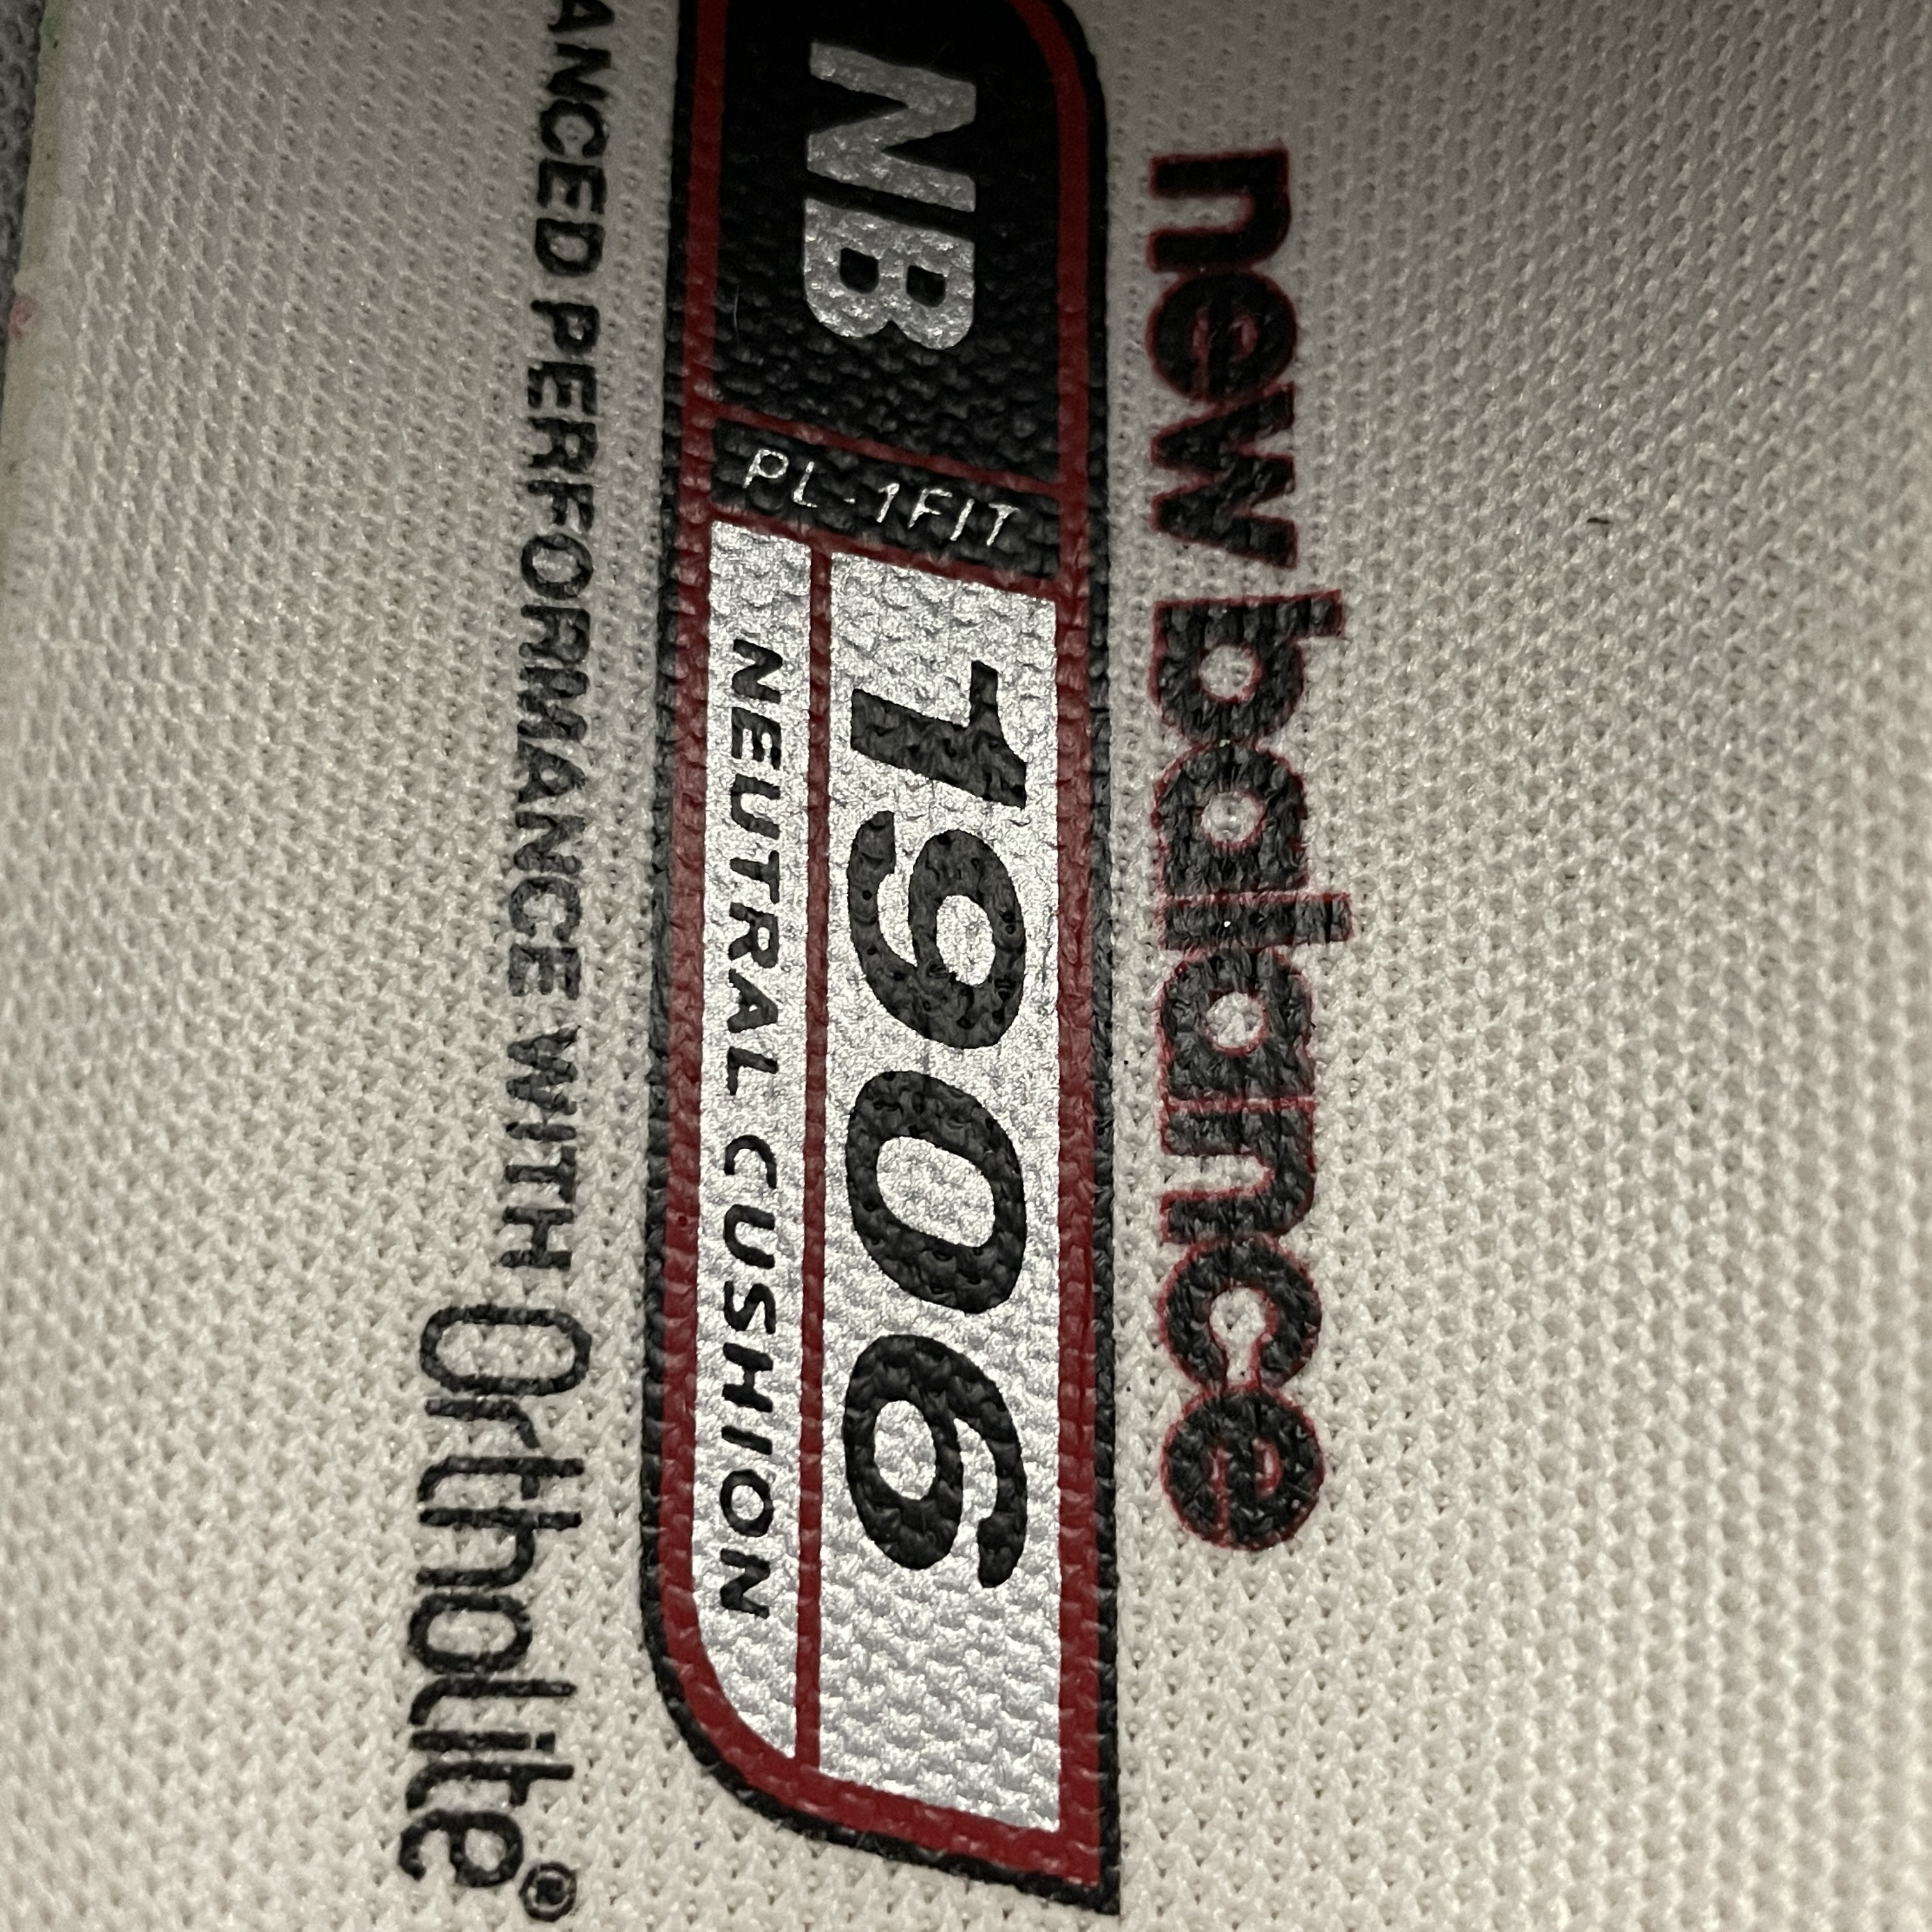 new balance
NB
PL-1FIT
1906
NEUTRAL CUSHION
ANCED PERFORMANCE WITH Ortholite®